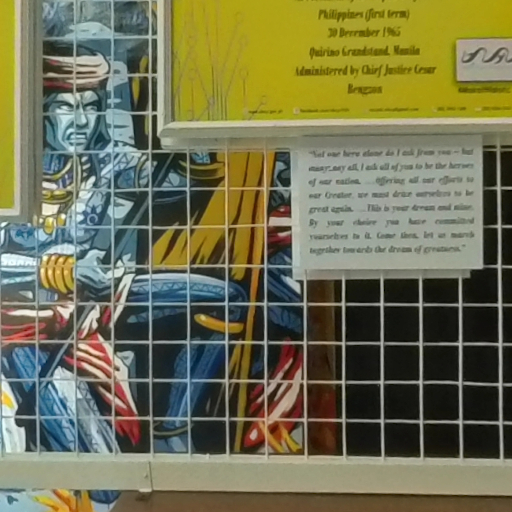 Philippines (first term)
30 December 1965
Quirino Grandstand, Manila
Administered by Chief Justice Cesar
Bengzon
"Not one hero alone do I ask from you — but
many; nay all, I ask all of you to be the heroes
of our nation. ... Offering all our efforts to
our Creator, we must drive ourselves to be
great again. ... This is your dream and mine.
By your choice you have committed
yourselves to it. Come then, let us march
together towards the dream of greatness."